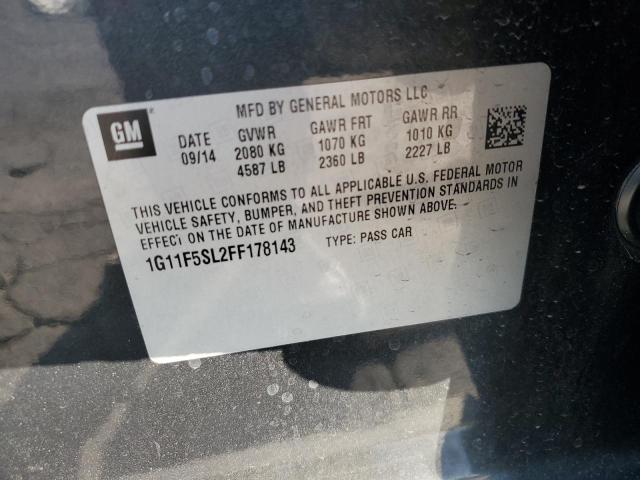 GM
MFD BY GENERAL MOTORS LLC
DATE GVWR GAWR FRT GAWR RR
09/14 2080 KG 1070 KG 1010 KG
4587 LB 2360 LB 2227 LB
THIS VEHICLE CONFORMS TO ALL APPLICABLE U.S. FEDERAL MOTOR
VEHICLE SAFETY, BUMPER, AND THEFT PREVENTION STANDARDS IN
EFFECT ON THE DATE OF MANUFACTURE SHOWN ABOVE.
1G11F5SL2FF178143 TYPE: PASS CAR